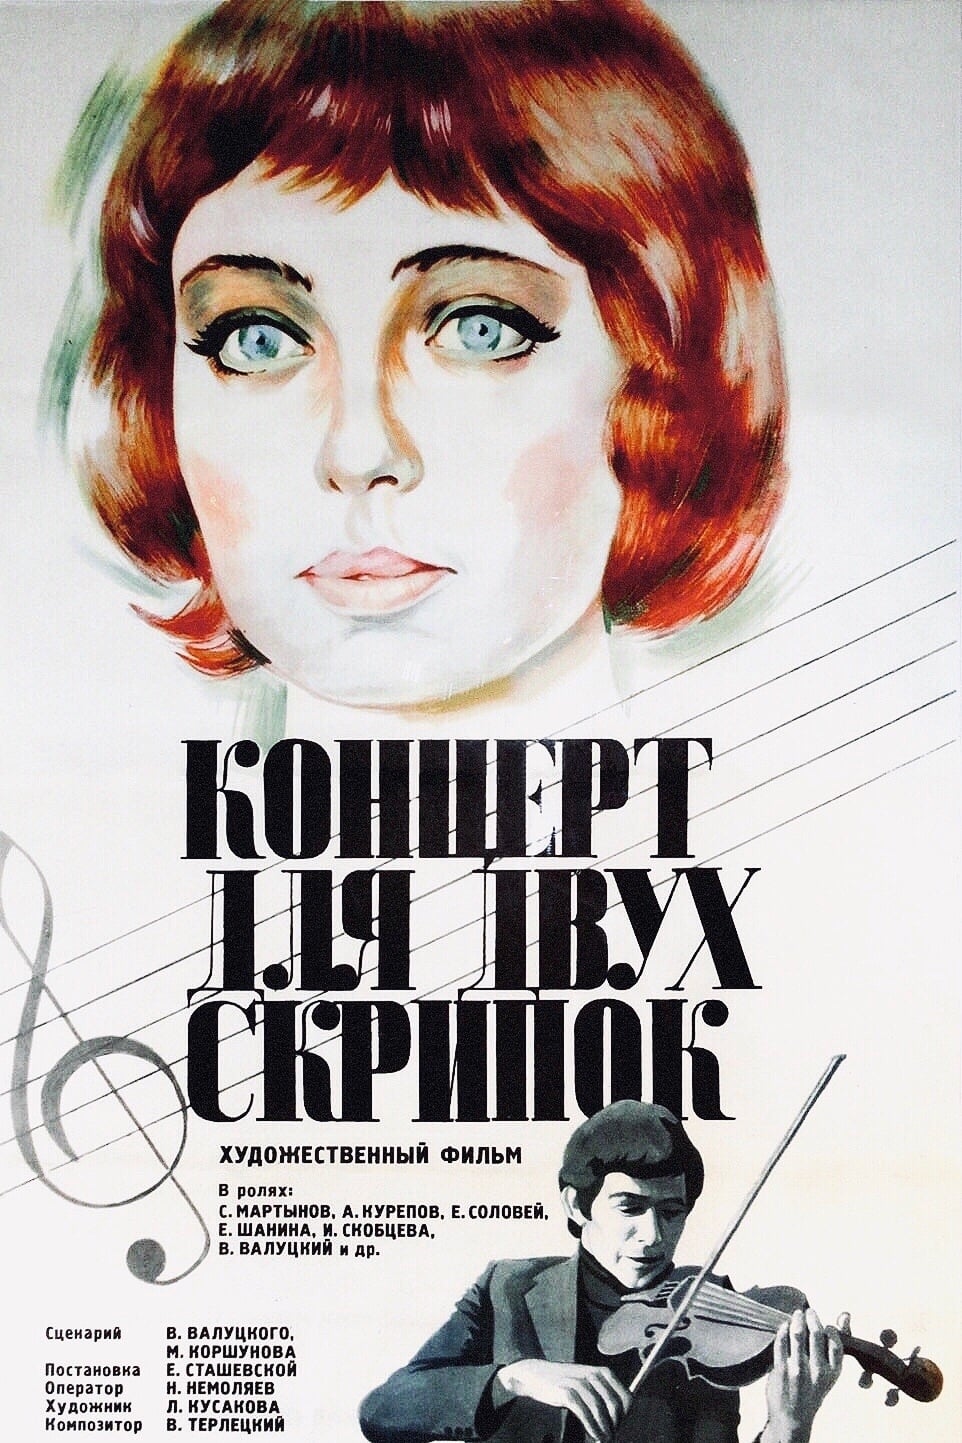 КОНЦЕРТ
ДЛЯ ДВУХ
СКРИПОК
ХУДОЖЕСТВЕННЫЙ ФИЛЬМ
В ролях:
С. МАРТЫНОВ, А. КУРЕПОВ, Е. СОЛОВЕЙ,
Е. ШАНИНА, И. СКОБЦЕВА,
В. ВАЛУЦКИЙ и др.
Сценарий В. ВАЛУЦКОГО,
М. КОРШУНОВА
Постановка Е. СТАШЕВСКОЙ
Оператор Н. НЕМОЛЯЕВ
Художник Л. КУСАКОВА
Композитор В. ТЕРЛЕЦКИЙ